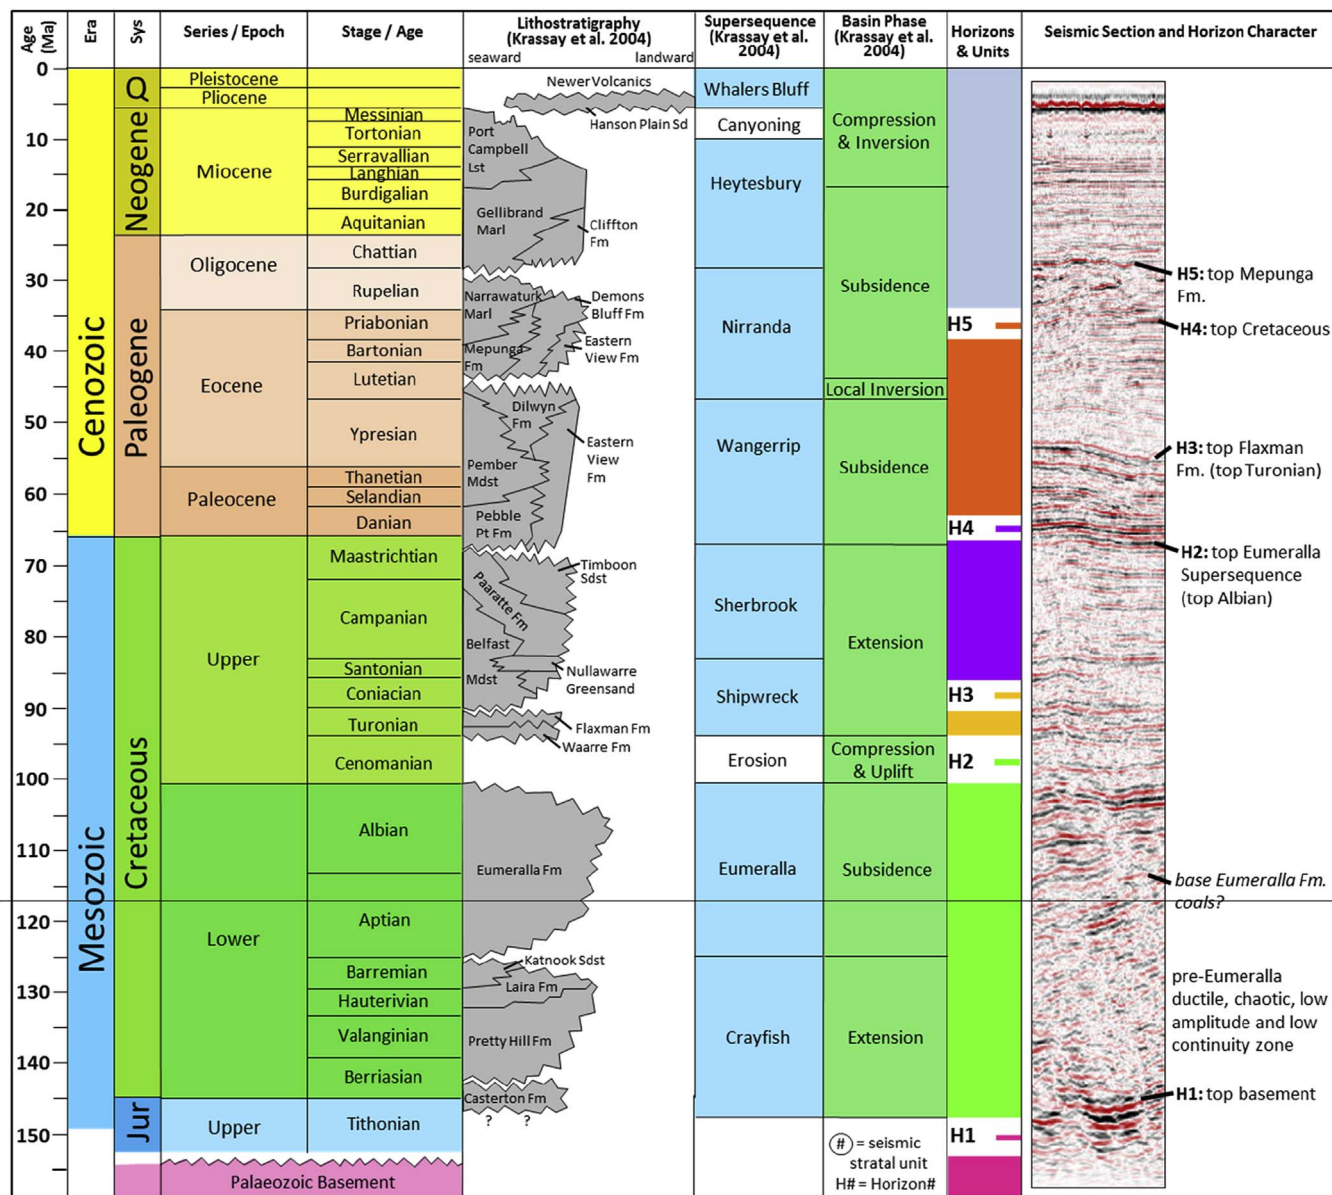 Age (Ma)
Era
Sys
Series / Epoch
Stage / Age
Lithostratigraphy
(Krassay et al. 2004)
seaward
landward
Supersequence
(Krassay et al.
2004)
Basin Phase
(Krassay et al.
2004)
Horizons
& Units
Seismic Section and Horizon Character
0
10
20
30
40
50
60
70
80
90
100
110
120
130
140
150
Cenozoic
Mesozoic
Q
Neogene
Paleogene
Cretaceous
Jur
Pleistocene
Pliocene
Miocene
Oligocene
Eocene
Paleocene
Upper
Lower
Upper
Palaeozoic Basement
Messinian
Tortonian
Serravallian
Langhian
Burdigalian
Aquitanian
Chattian
Rupelian
Priabonian
Bartonian
Lutetian
Ypresian
Thanetian
Selandian
Danian
Maastrichtian
Campanian
Santonian
Coniacian
Turonian
Cenomanian
Albian
Aptian
Barremian
Hauterivian
Valanginian
Berriasian
Tithonian
Newer Volcanics
Hanson Plain Sd
Port
Campbell
Lst
Gellibrand
Marl
Cliffton
Fm
Narrawaturk
Marl
Demons
Bluff Fm
Mepunga
Fm
Eastern
View Fm
Dilwyn
Fm
Eastern
View
Fm
Pember
Mdst
Pebble
Pt Fm
Timboon
Sdst
Paaratte Fm
Belfast
Mdst
Nullawarre
Greensand
Flaxman Fm
Waarre Fm
Eumeralla Fm
Katnook Sdst
Laira Fm
Pretty Hill Fm
Casterton Fm
? ?
Whalers Bluff
Canyoning
Heytesbury
Nirranda
Wangerrip
Sherbrook
Shipwreck
Erosion
Eumeralla
Crayfish
Compression
& Inversion
Subsidence
Local Inversion
Subsidence
Extension
Compression
& Uplift
Subsidence
Extension
(#) = seismic
stratal unit
H# = Horizon#
H5
H4
H3
H2
H1
H5: top Mepunga
Fm.
H4: top Cretaceous
H3: top Flaxman
Fm. (top Turonian)
H2: top Eumeralla
Supersequence
(top Albian)
base Eumeralla Fm.
coals?
pre-Eumeralla
ductile, chaotic, low
amplitude and low
continuity zone
H1: top basement